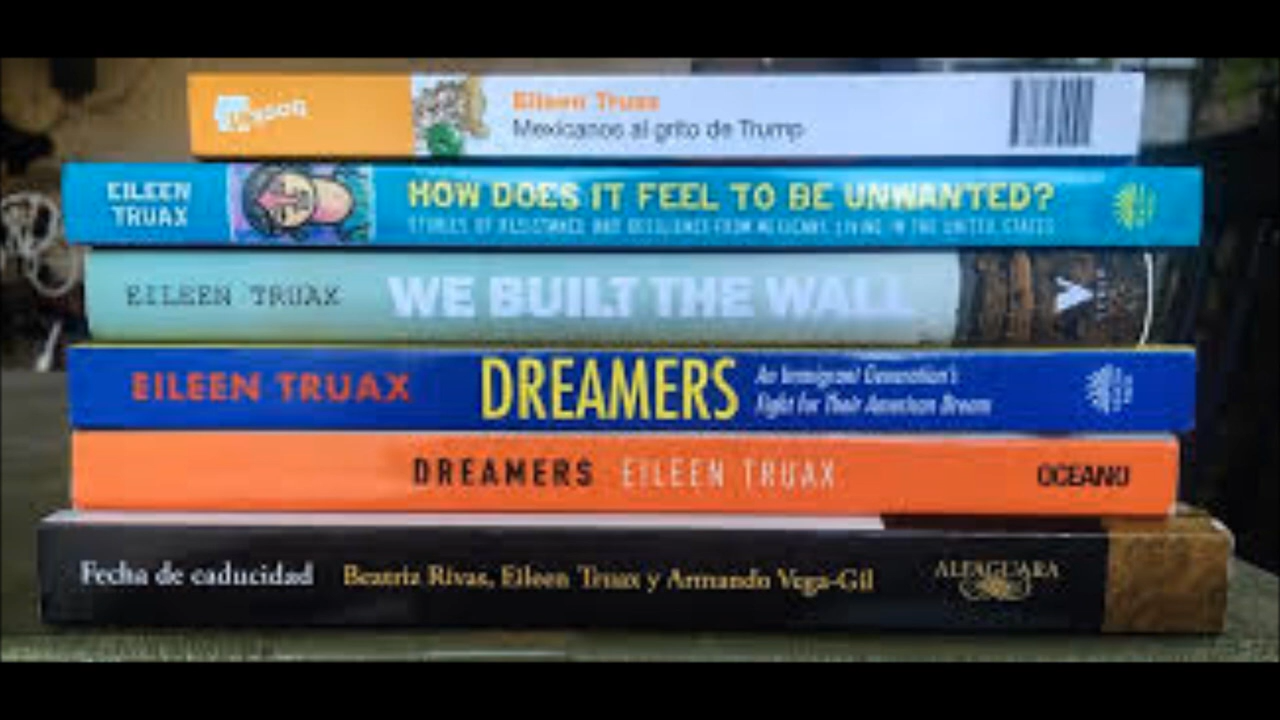 Eileen Truax
Mexicanos al grito de Trump
EILEEN
TRUAX
HOW DOES IT FEEL TO BE UNWANTED?
STORIES OF RESISTANCE AND RESILIENCE FROM MEXICANS LIVING IN THE UNITED STATES
EILEEN TRUAX
WE BUILT THE WALL
EILEEN TRUAX
DREAMERS
An Immigrant Generation's
Fight for Their American Dream
DREAMERS EILEEN TRUAX
OCEANO
Fecha de caducidad
Beatriz Rivas, Eileen Truax y Armando Vega-Gil
ALFAGUARA